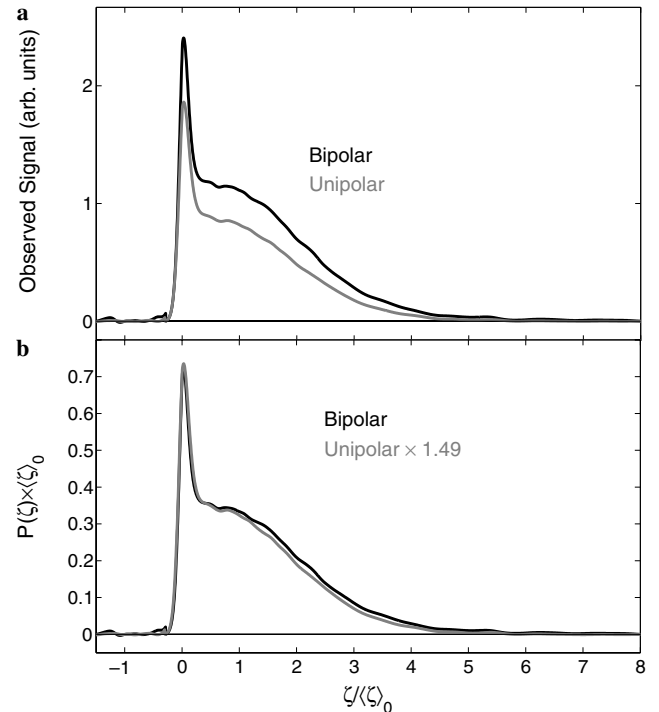 a
Observed Signal (arb. units)
2
1
0
Bipolar
Unipolar
b
P(ζ)×⟨ζ⟩₀
0.7
0.6
0.5
0.4
0.3
0.2
0.1
0
Bipolar
Unipolar × 1.49
−1 0 1 2 3 4 5 6 7 8
ζ/⟨ζ⟩₀